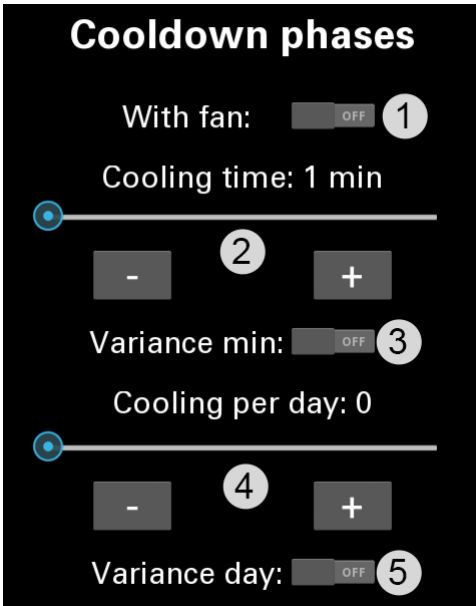 Cooldown phases
With fan: OFF 1
Cooling time: 1 min
2
- +
Variance min: OFF 3
Cooling per day: 0
4
- +
Variance day: OFF 5